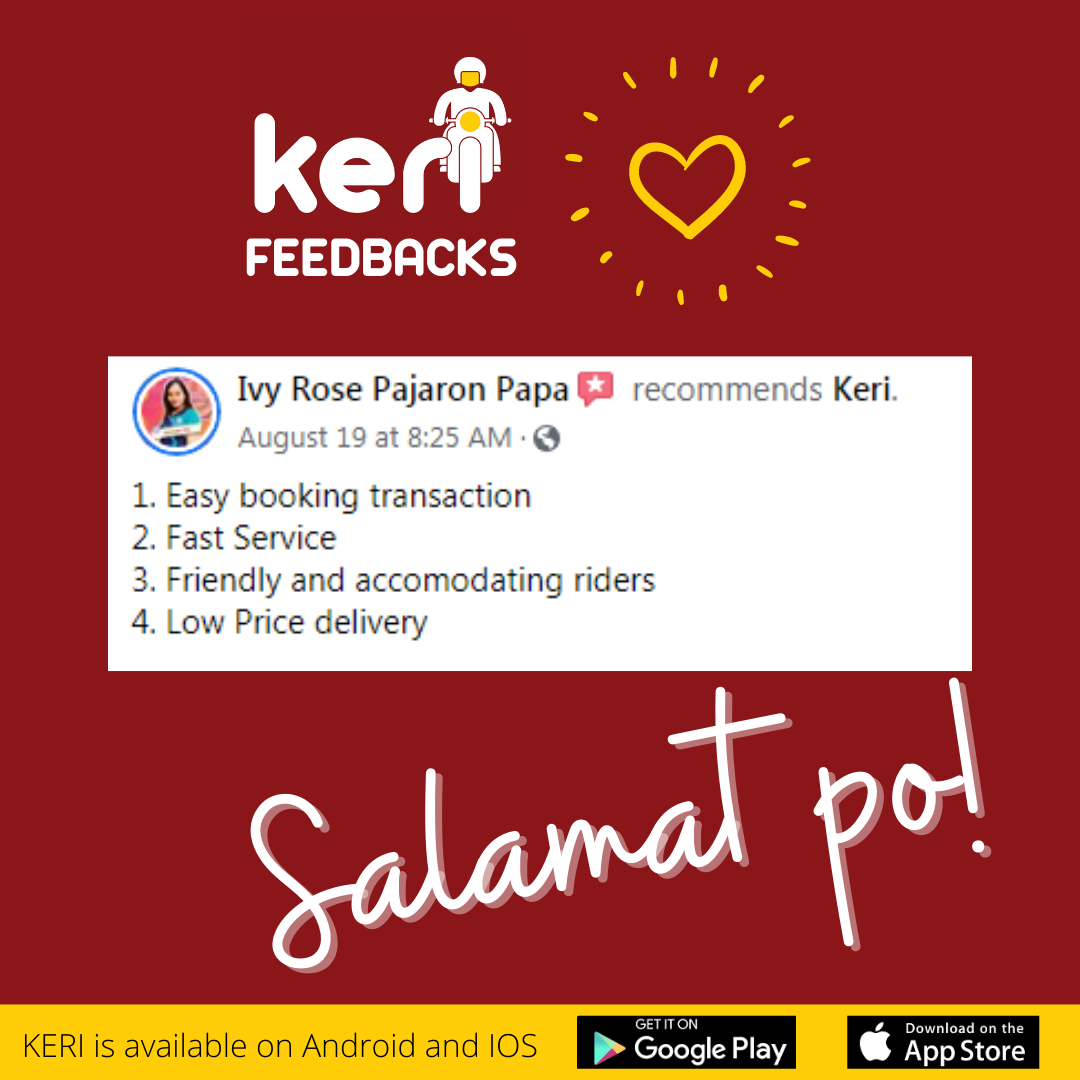 keri
FEEDBACKS
Ivy Rose Pajaron Papa recommends Keri.
August 19 at 8:25 AM ·
1. Easy booking transaction
2. Fast Service
3. Friendly and accomodating riders
4. Low Price delivery
Salamat po!
KERI is available on Android and IOS
GET IT ON
Google Play
Download on the
App Store